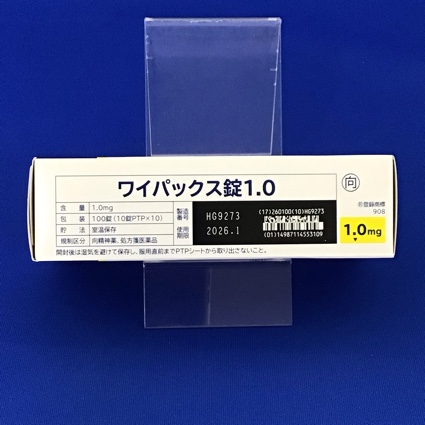 ワイパックス錠1.0
向
®登録商標
908
含 量 1.0mg
包 装 100錠(10錠PTP×10)
貯 法 室温保存
規制区分 向精神薬、処方箋医薬品
製造番号 HG9273
使用期限 2026.1
(17)260100(10)HG9273
(01)14987114553109
1.0mg
開封後は湿気を避けて保存し、服用直前までPTPシートから取り出さないこと。